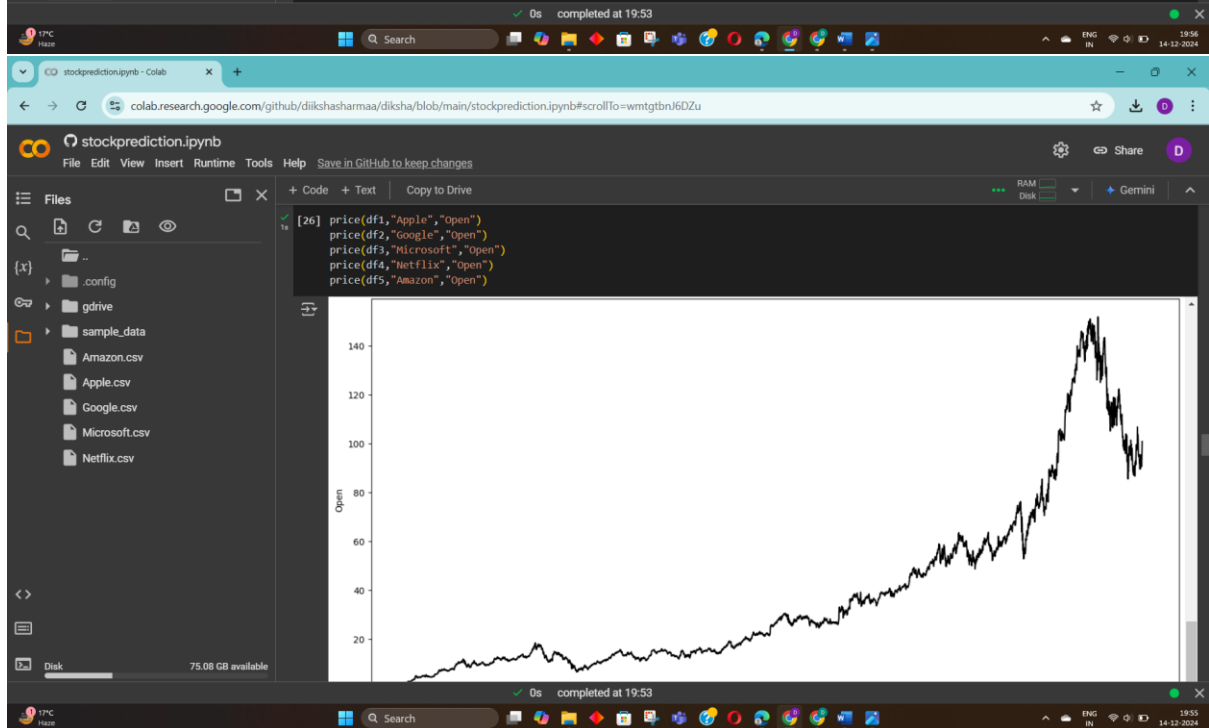 0s completed at 19:53
1
17°C
Haze
Search
ENG
IN
19:56
14-12-2024
stockprediction.ipynb - Colab
colab.research.google.com/github/diikshasharmaa/diksha/blob/main/stockprediction.ipynb#scrollTo=wmtgtbnJ6DZu
D
CO
stockprediction.ipynb
File Edit View Insert Runtime Tools Help Save in GitHub to keep changes
Share
D
Files
+ Code + Text Copy to Drive
RAM
Disk
Gemini
..
.config
gdrive
sample_data
Amazon.csv
Apple.csv
Google.csv
Microsoft.csv
Netflix.csv
{x}
<>
Disk 75.08 GB available
1s
[26] price(df1,"Apple","Open")
price(df2,"Google","Open")
price(df3,"Microsoft","Open")
price(df4,"Netflix","Open")
price(df5,"Amazon","Open")
140
120
100
80
60
40
20
Open
0s completed at 19:53
1
17°C
Haze
Search
ENG
IN
19:55
14-12-2024